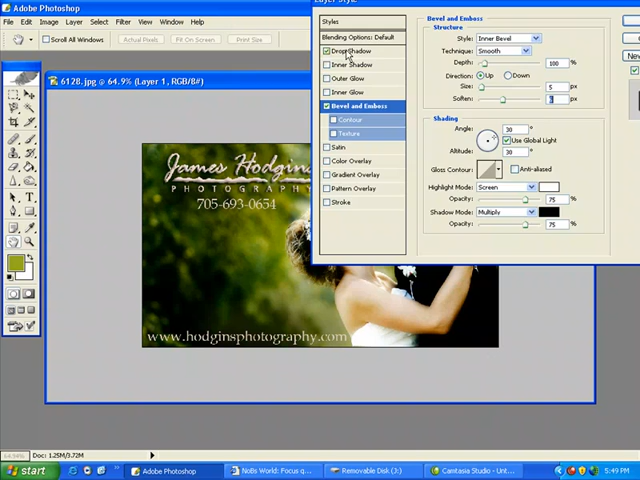 Adobe Photoshop
Layer Style
File Edit Image Layer Select Filter View Window Help
Scroll All Windows Actual Pixels Fit On Screen Print Size
6128.jpg @ 64.9% (Layer 1, RGB/8#)
Styles
Blending Options: Default
Drop Shadow
Inner Shadow
Outer Glow
Inner Glow
Bevel and Emboss
Contour
Texture
Satin
Color Overlay
Gradient Overlay
Pattern Overlay
Stroke
Bevel and Emboss
Structure
Style: Inner Bevel
Technique: Smooth
Depth: 100 %
Direction: Up Down
Size: 5 px
Soften: px
Shading
Angle: 30 °
Use Global Light
Altitude: 30 °
Gloss Contour: Anti-aliased
Highlight Mode: Screen
Opacity: 75 %
Shadow Mode: Multiply
Opacity: 75 %
New
James Hodgins
PHOTOGRAPHY
705-693-0654
www.hodginsphotography.com
64.94% Doc: 1.25M/3.72M
start Adobe Photoshop NoBs World: Focus q... Removable Disk (J:) Camtasia Studio - Unt... 5:49 PM